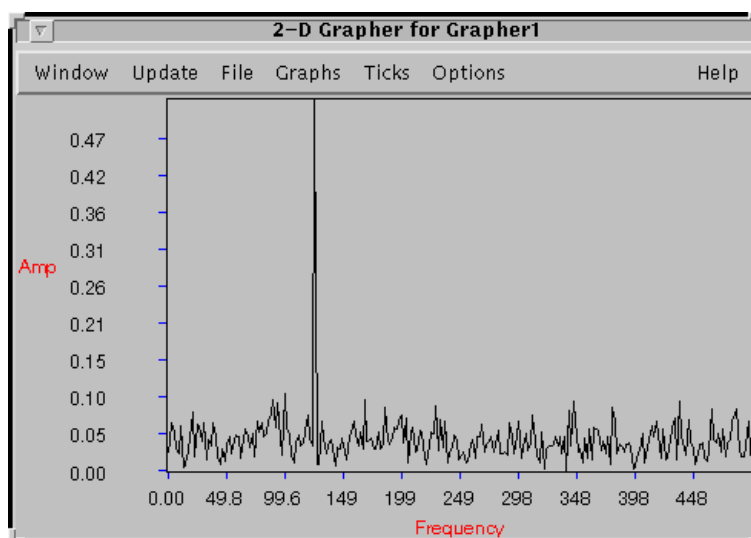 2-D Grapher for Grapher1
Window Update File Graphs Ticks Options Help
0.47
0.42
0.36
0.31
Amp
0.26
0.21
0.15
0.10
0.05
0.00
0.00 49.8 99.6 149 199 249 298 348 398 448
Frequency